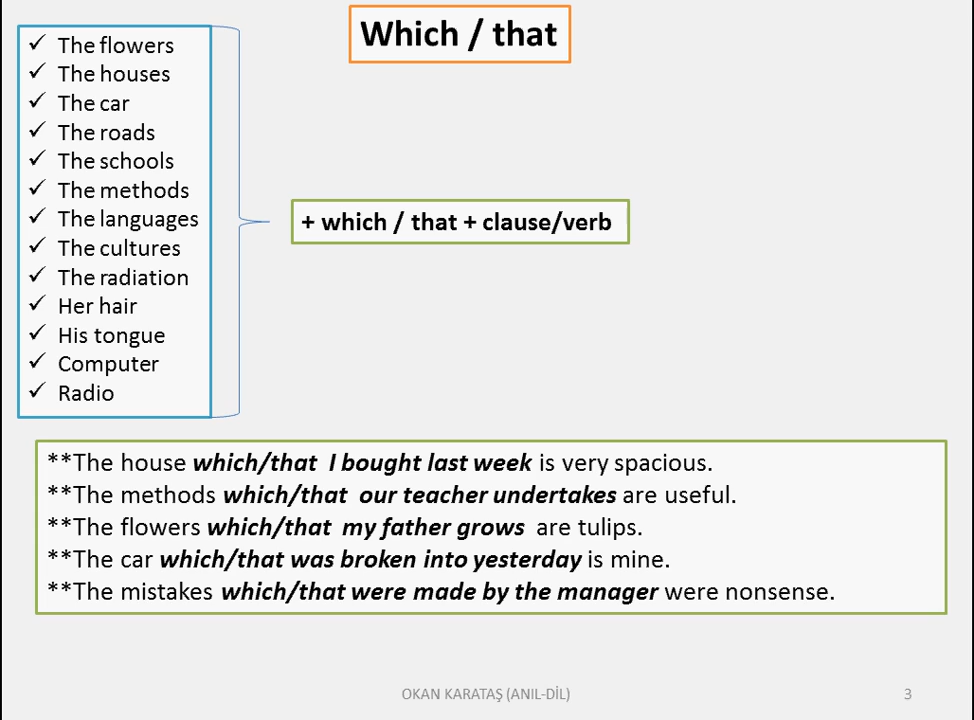 Which / that
✓ The flowers
✓ The houses
✓ The car
✓ The roads
✓ The schools
✓ The methods
✓ The languages
✓ The cultures
✓ The radiation
✓ Her hair
✓ His tongue
✓ Computer
✓ Radio
+ which / that + clause/verb
**The house which/that I bought last week is very spacious.
**The methods which/that our teacher undertakes are useful.
**The flowers which/that my father grows are tulips.
**The car which/that was broken into yesterday is mine.
**The mistakes which/that were made by the manager were nonsense.
OKAN KARATAŞ (ANIL-DİL)
3